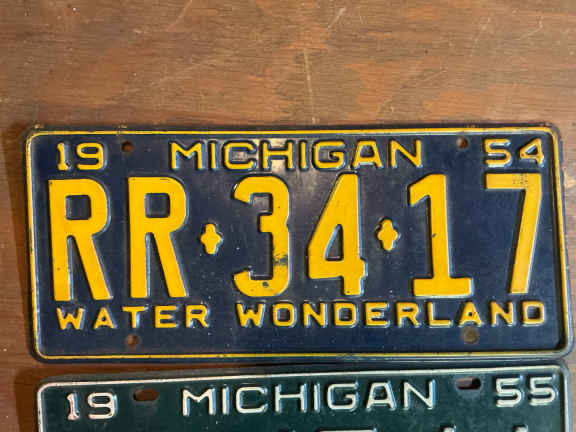 19 MICHIGAN 54
RR·34·17
WATER WONDERLAND
19 MICHIGAN 55